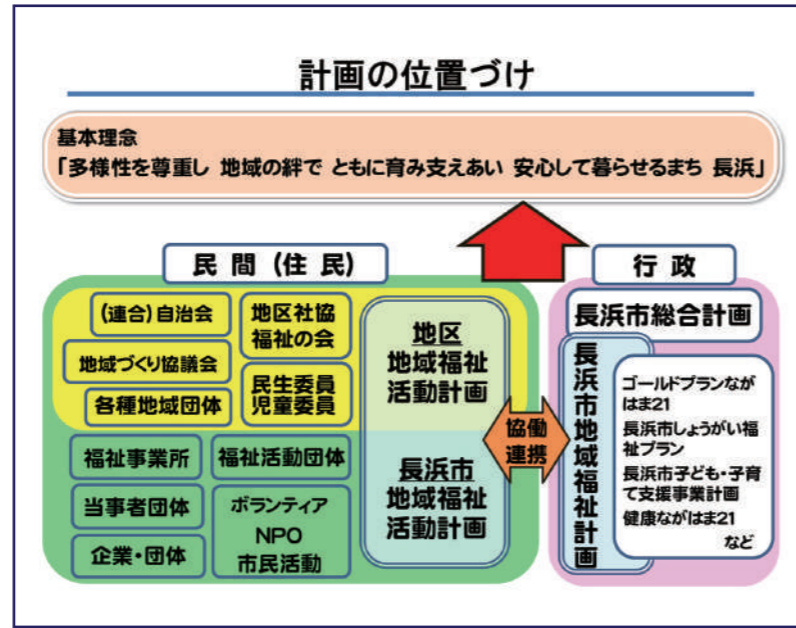 計画の位置づけ
基本理念
「多様性を尊重し 地域の絆で ともに育み支えあい 安心して暮らせるまち 長浜」
民 間 (住 民)
(連合)自治会
地域づくり協議会
各種地域団体
地区社協
福祉の会
民生委員
児童委員
地区
地域福祉
活動計画
福祉事業所
当事者団体
企業・団体
福祉活動団体
ボランティア
NPO
市民活動
長浜市
地域福祉
活動計画
協働
連携
行 政
長浜市総合計画
長浜市地域福祉計画
ゴールドプランなが
はま21
長浜市しょうがい福
祉プラン
長浜市子ども・子育
て支援事業計画
健康ながはま21
など